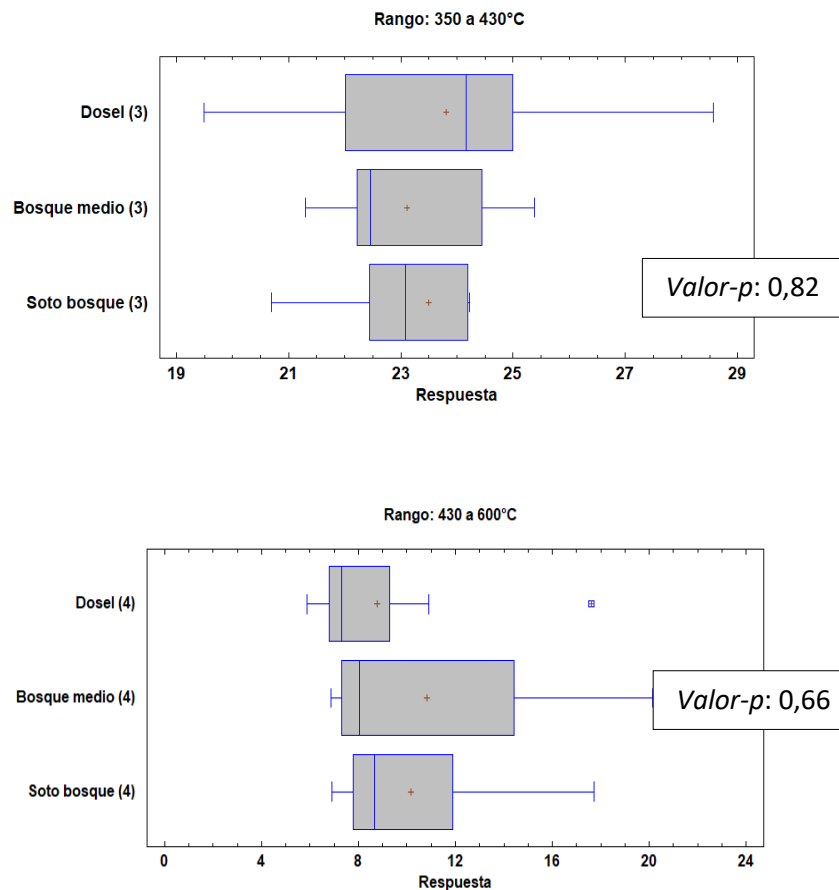 Rango: 350 a 430°C
Dosel (3)
Bosque medio (3)
Soto bosque (3)
Valor-p: 0,82
19 21 23 25 27 29
Respuesta
Rango: 430 a 600°C
Dosel (4)
Bosque medio (4)
Valor-p: 0,66
Soto bosque (4)
0 4 8 12 16 20 24
Respuesta